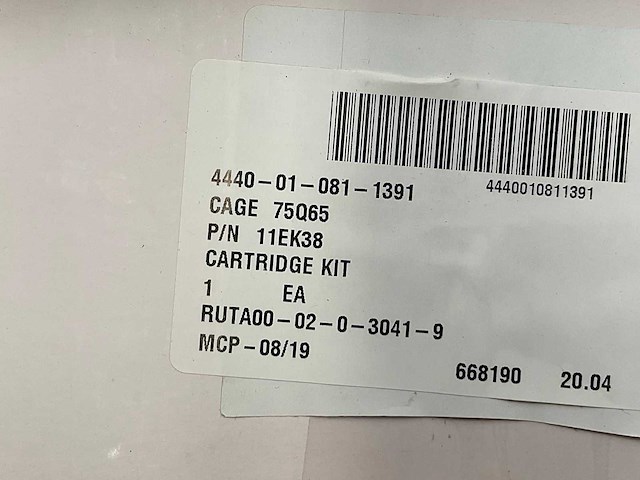 4440010811391
4440-01-081-1391
CAGE 75Q65
P/N 11EK38
CARTRIDGE KIT
1 EA
RUTA00-02-0-3041-9
MCP-08/19
668190 20.04